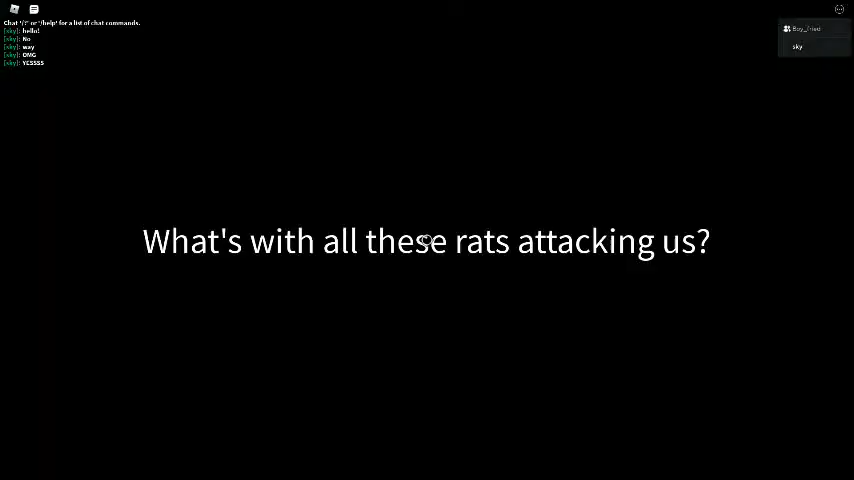 Chat '/?' or '/help' for a list of chat commands.
[sky]: hello!
[sky]: No
[sky]: way
[sky]: OMG
[sky]: YESSSS
Boy_fried
sky
What's with all these rats attacking us?